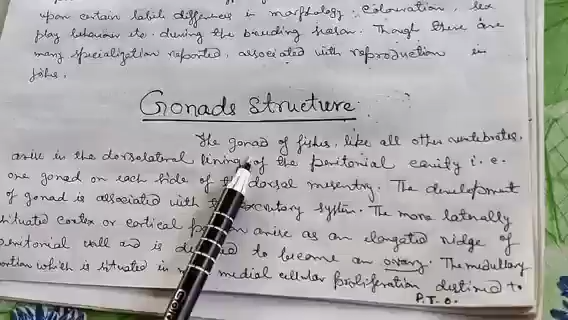 upon certain labile differences in morphology, colouration, sex
play behaviour etc. during the breeding season. Though there are
many specialization reported, associated with reproduction in
fishes.
Gonads Structure
The gonad of fishes, like all other vertebrates,
arise in the dorsolateral lining of the peritonial cavity i.e.
one gonad on each side of the dorsal mesentry. The development
of gonad is associated with the excretory system. The more laterally
situated cortex or cortical arise as an elongated ridge of
peritonial wall and is to become an ovary. The medullary
portion which is situated in medial cellular proliferation destined to
P.T.O.